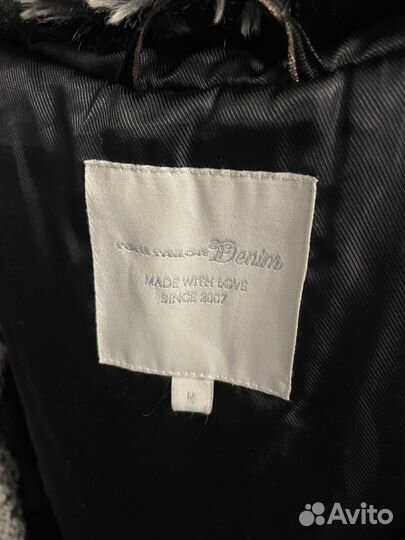 TOM TAILOR Denim
MADE WITH LOVE
SINCE 2007
M
Avito